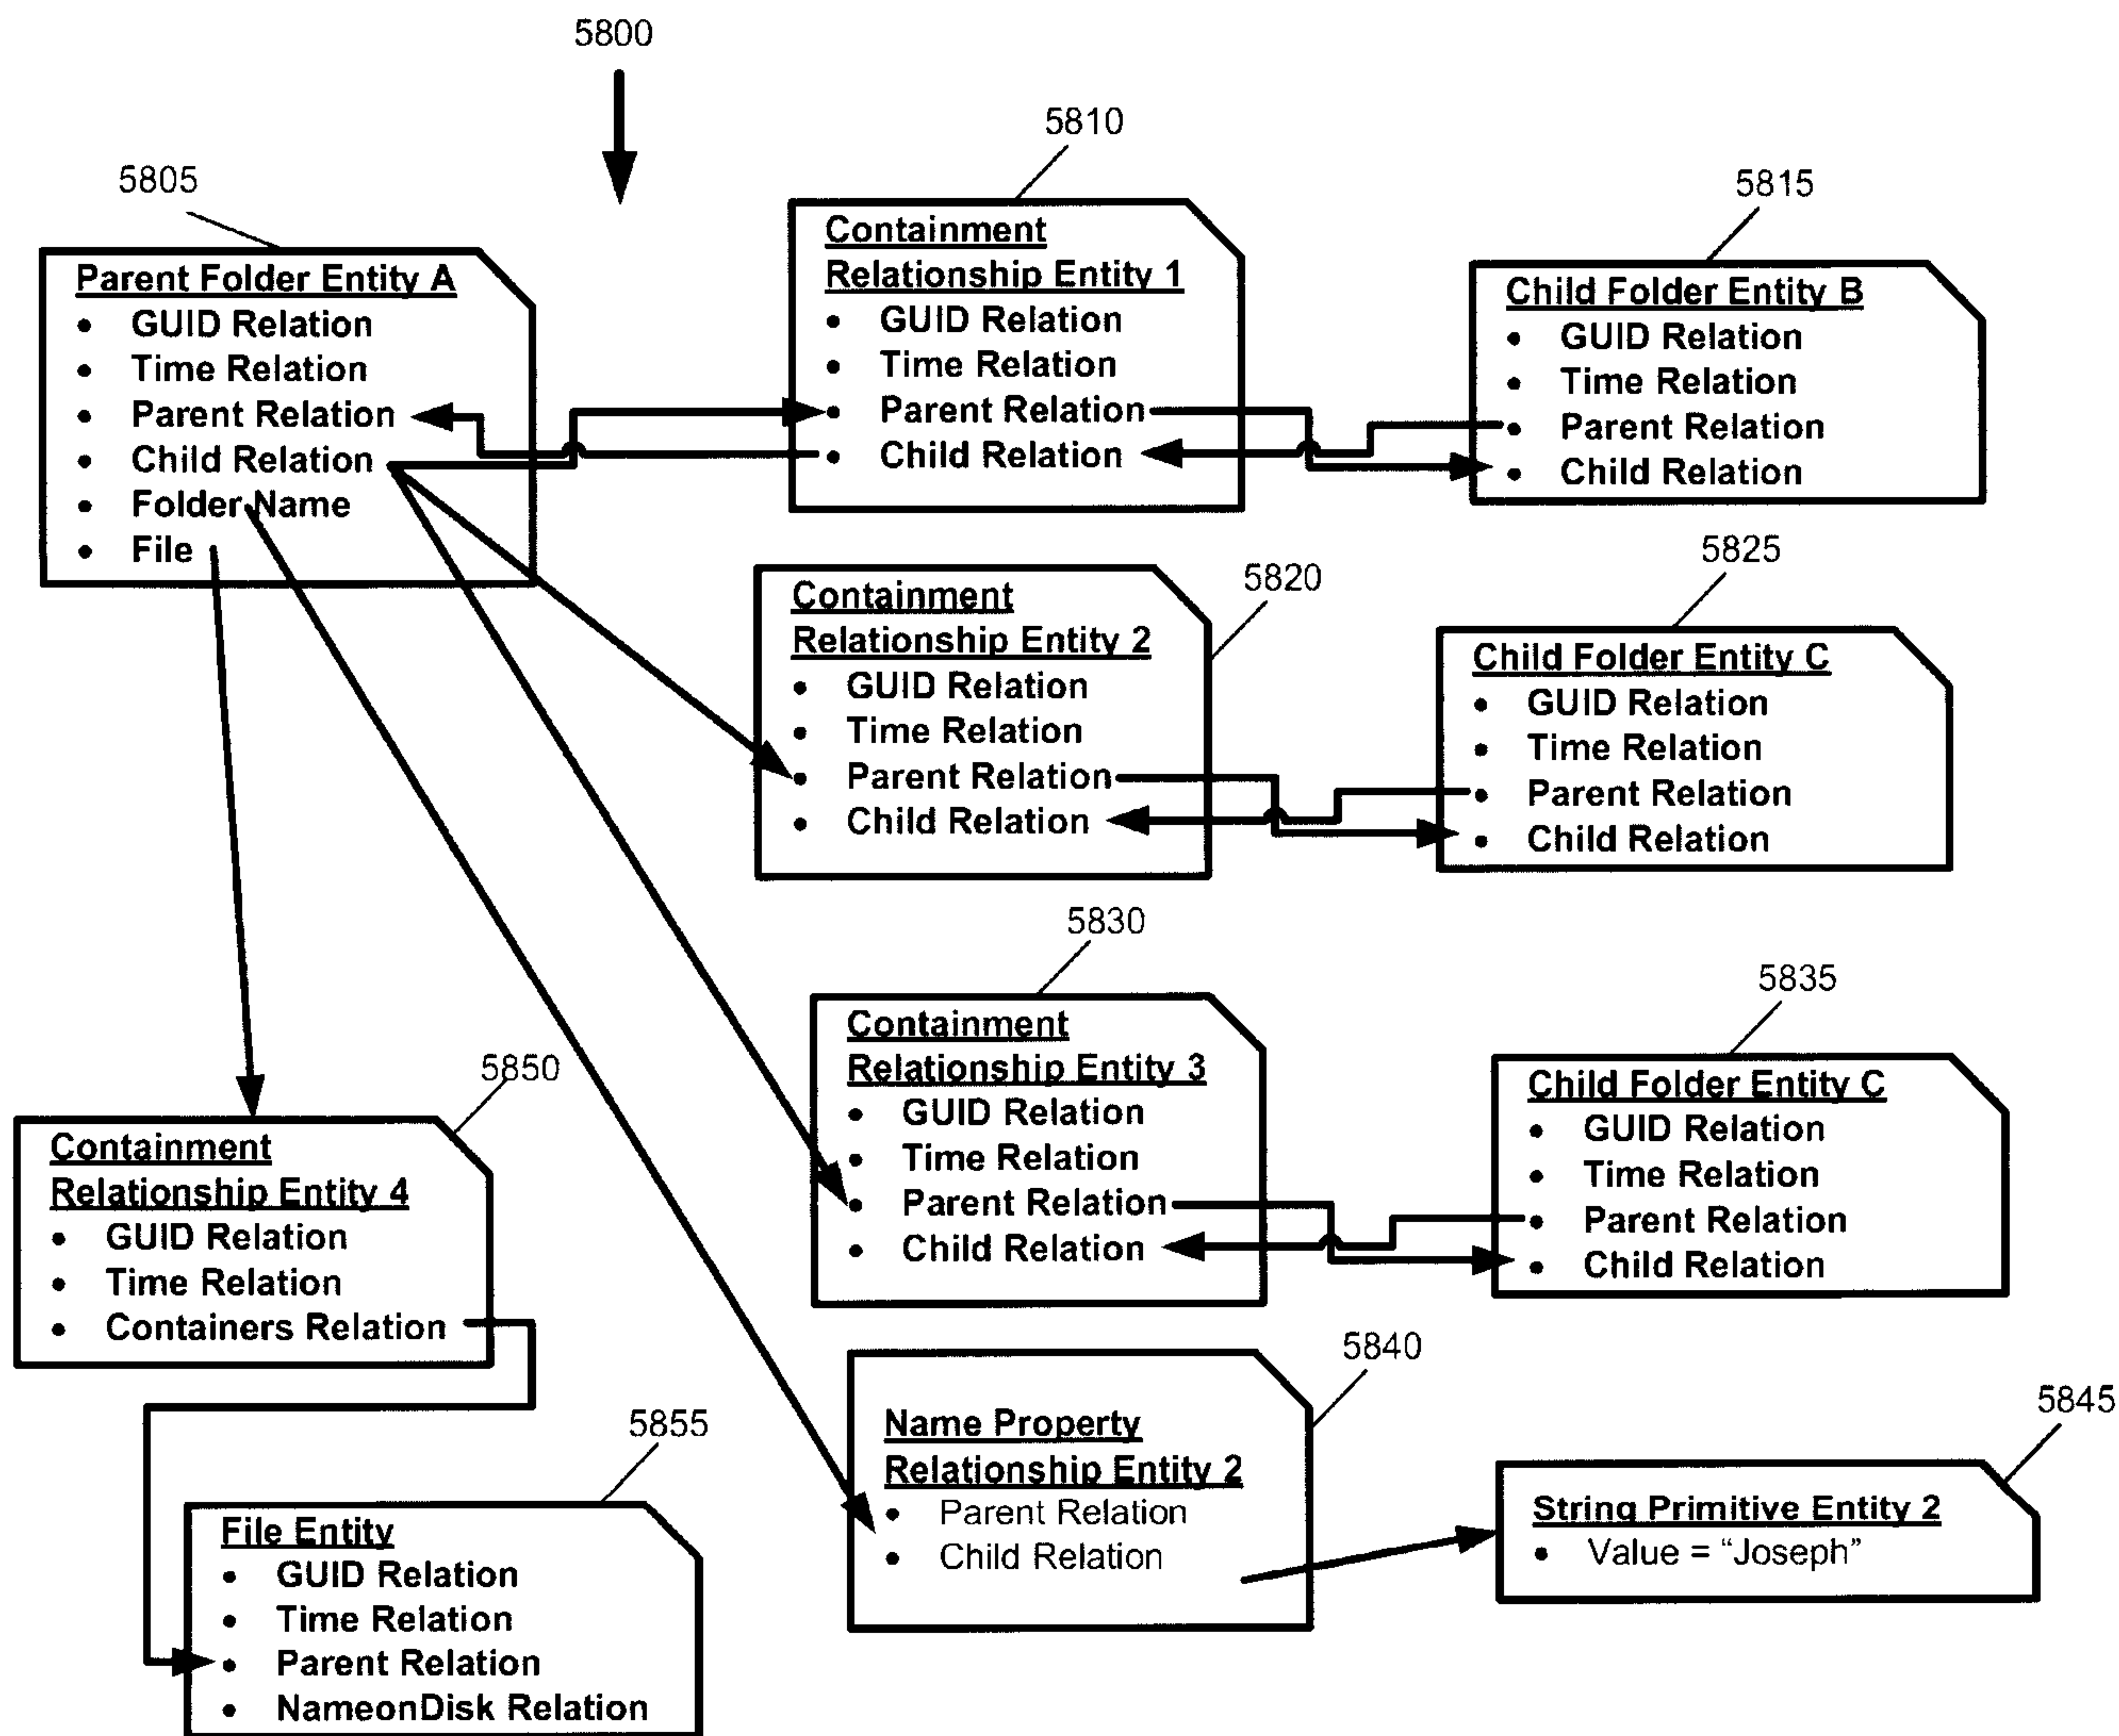 5800
5805
Parent Folder Entity A
• GUID Relation
• Time Relation
• Parent Relation
• Child Relation
• Folder Name
• File
5810
Containment
Relationship Entity 1
• GUID Relation
• Time Relation
• Parent Relation
• Child Relation
5815
Child Folder Entity B
• GUID Relation
• Time Relation
• Parent Relation
• Child Relation
5820
Containment
Relationship Entity 2
• GUID Relation
• Time Relation
• Parent Relation
• Child Relation
5825
Child Folder Entity C
• GUID Relation
• Time Relation
• Parent Relation
• Child Relation
5830
Containment
Relationship Entity 3
• GUID Relation
• Time Relation
• Parent Relation
• Child Relation
5835
Child Folder Entity C
• GUID Relation
• Time Relation
• Parent Relation
• Child Relation
5850
Containment
Relationship Entity 4
• GUID Relation
• Time Relation
• Containers Relation
5840
Name Property
Relationship Entity 2
• Parent Relation
• Child Relation
5845
String Primitive Entity 2
• Value = “Joseph”
5855
File Entity
• GUID Relation
• Time Relation
• Parent Relation
• NameonDisk Relation